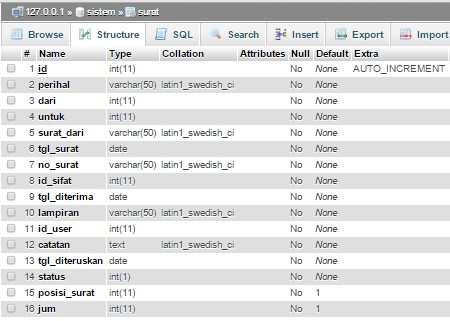 127.0.0.1 » sistem » surat
Browse Structure SQL Search Insert Export Import
# Name Type Collation Attributes Null Default Extra
1 id int(11) No None AUTO_INCREMENT
2 perihal varchar(50) latin1_swedish_ci No None
3 dari int(11) No None
4 untuk int(11) No None
5 surat_dari varchar(50) latin1_swedish_ci No None
6 tgl_surat date No None
7 no_surat varchar(50) latin1_swedish_ci No None
8 id_sifat int(11) No None
9 tgl_diterima date No None
10 lampiran varchar(50) latin1_swedish_ci No None
11 id_user int(11) No None
12 catatan text latin1_swedish_ci No None
13 tgl_diteruskan date No None
14 status int(1) No None
15 posisi_surat int(11) No 1
16 jum int(11) No 1